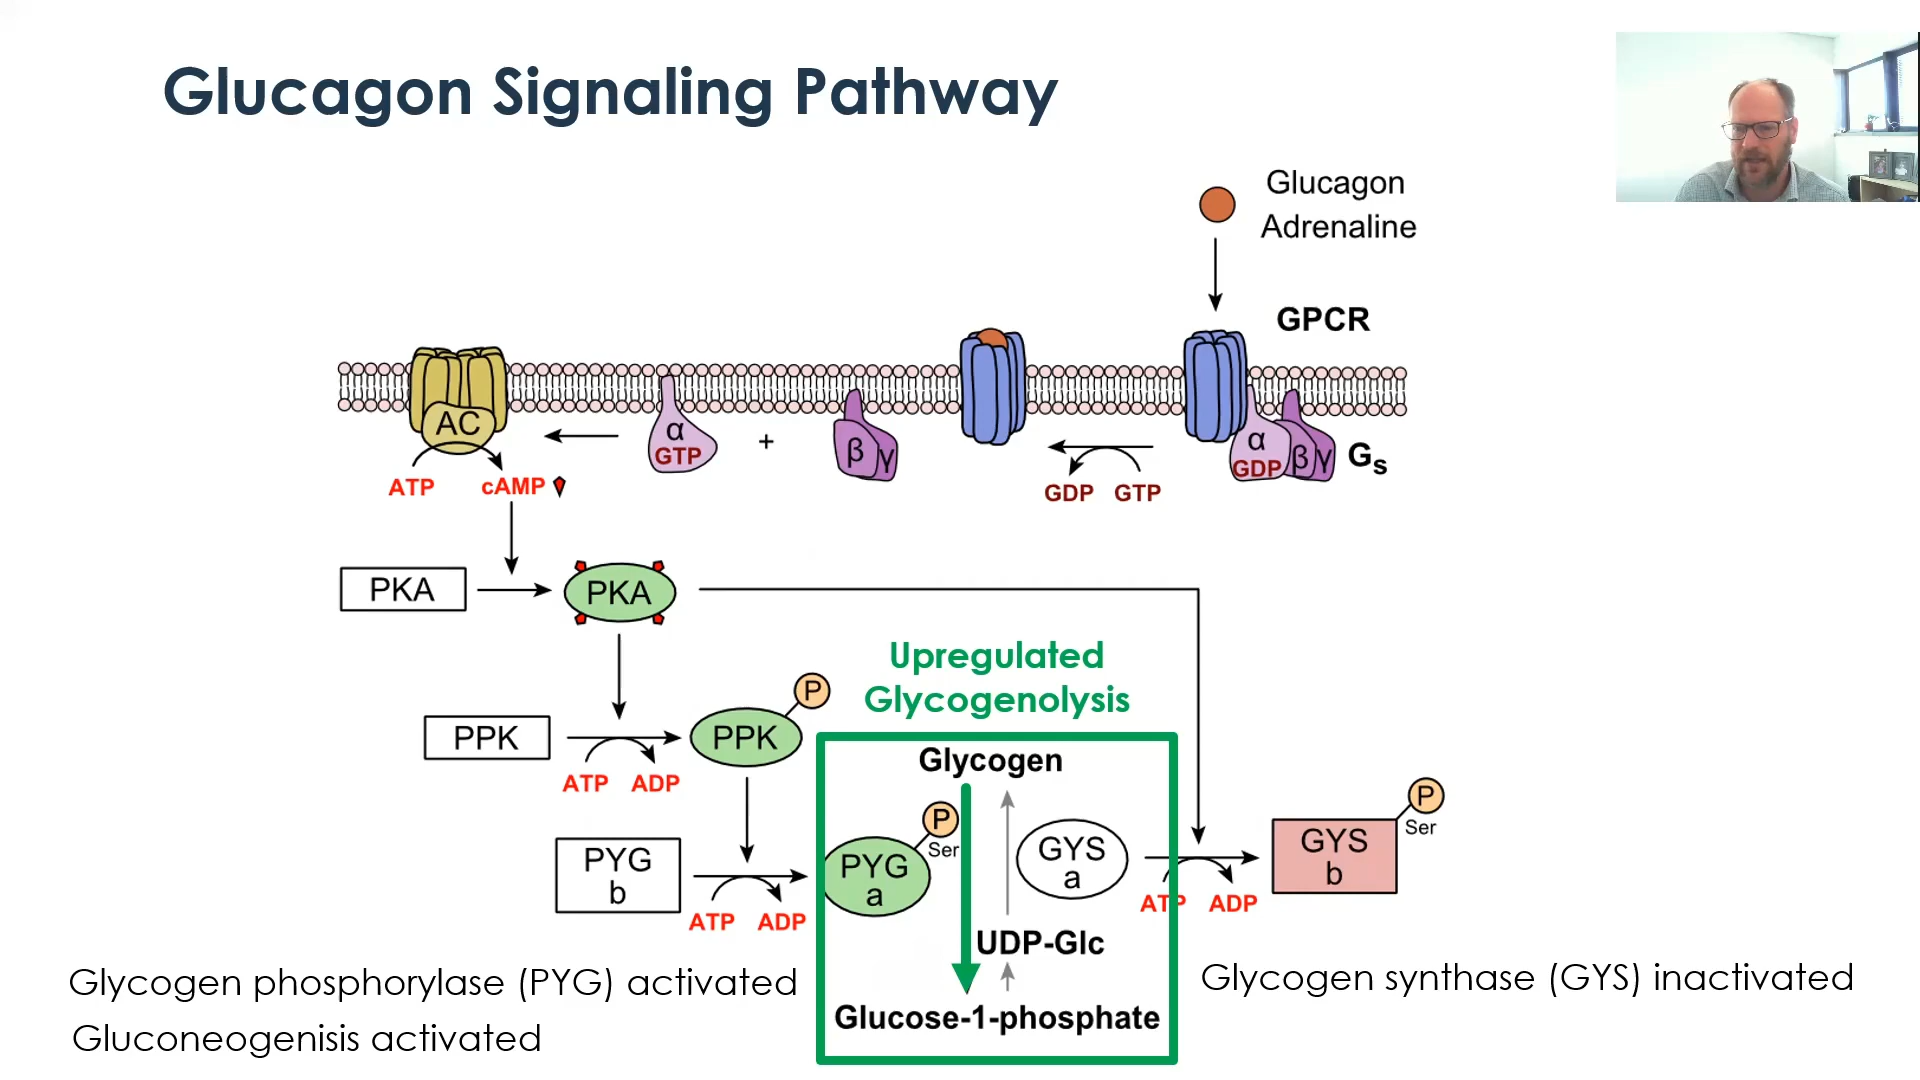 Glucagon Signaling Pathway
Glucagon
Adrenaline
GPCR
AC
α
GTP
+
β
γ
α
GDP
β
γ
Gs
ATP
cAMP
GDP
GTP
PKA
PKA
Upregulated
Glycogenolysis
P
PPK
PPK
ATP
ADP
Glycogen
P
Ser
PYG
b
PYG
a
GYS
a
GYS
b
P
Ser
ATP
ADP
ATP
ADP
UDP-Glc
Glucose-1-phosphate
Glycogen phosphorylase (PYG) activated
Gluconeogenisis activated
Glycogen synthase (GYS) inactivated